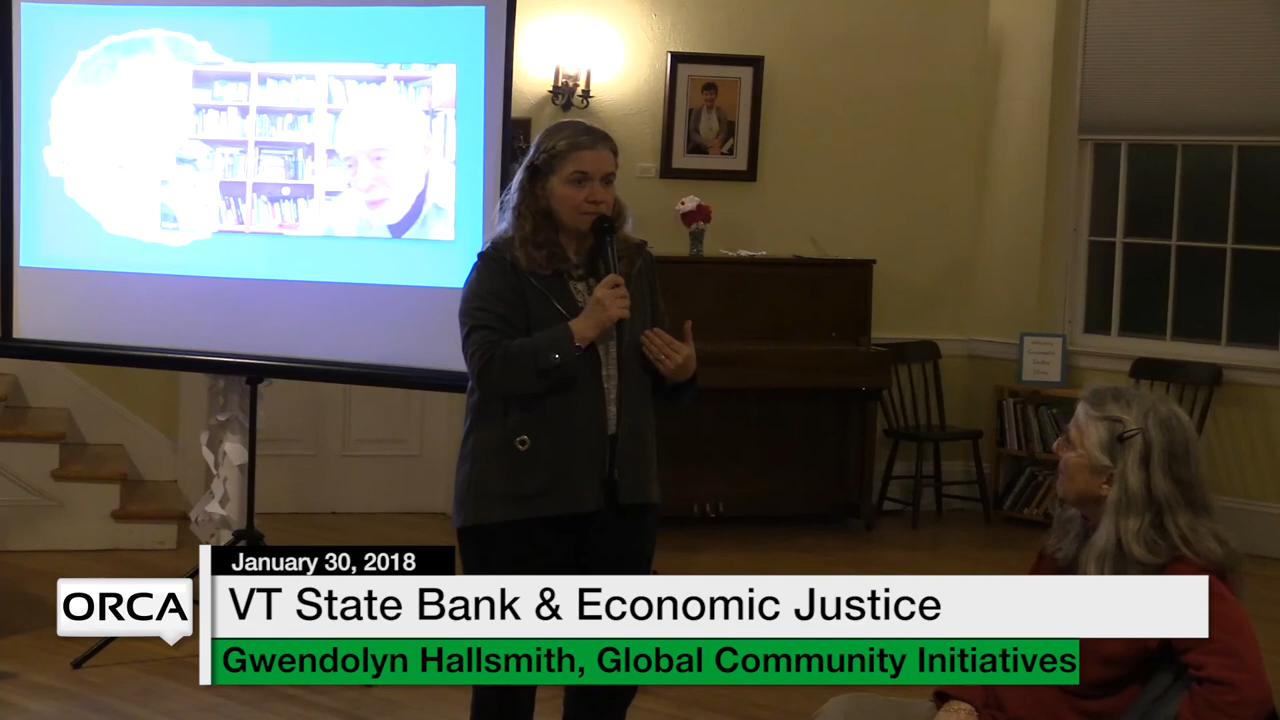 January 30, 2018
VT State Bank & Economic Justice
ORCA
Gwendolyn Hallsmith, Global Community Initiatives